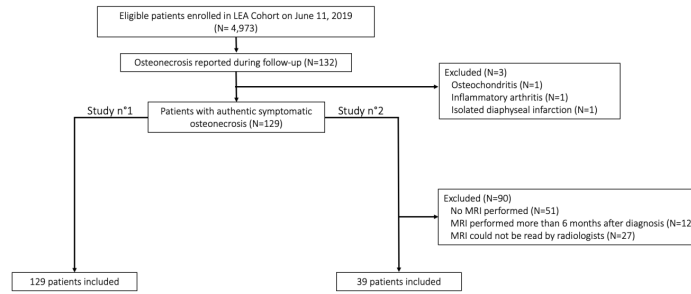 Eligible patients enrolled in LEA Cohort on June 11, 2019
(N= 4,973)
Osteonecrosis reported during follow-up (N=132)
Excluded (N=3)
Osteochondritis (N=1)
Inflammatory arthritis (N=1)
Isolated diaphyseal infarction (N=1)
Study n°1
Patients with authentic symptomatic
osteonecrosis (N=129)
Study n°2
Excluded (N=90)
No MRI performed (N=51)
MRI performed more than 6 months after diagnosis (N=12
MRI could not be read by radiologists (N=27)
129 patients included
39 patients included